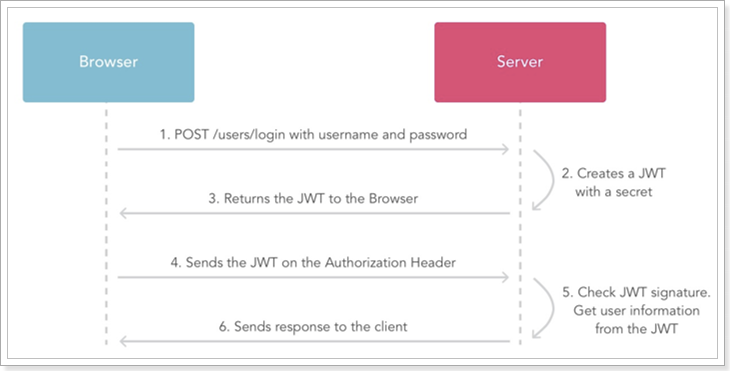 Browser
Server
1. POST /users/login with username and password
2. Creates a JWT
with a secret
3. Returns the JWT to the Browser
4. Sends the JWT on the Authorization Header
5. Check JWT signature.
Get user information
from the JWT
6. Sends response to the client